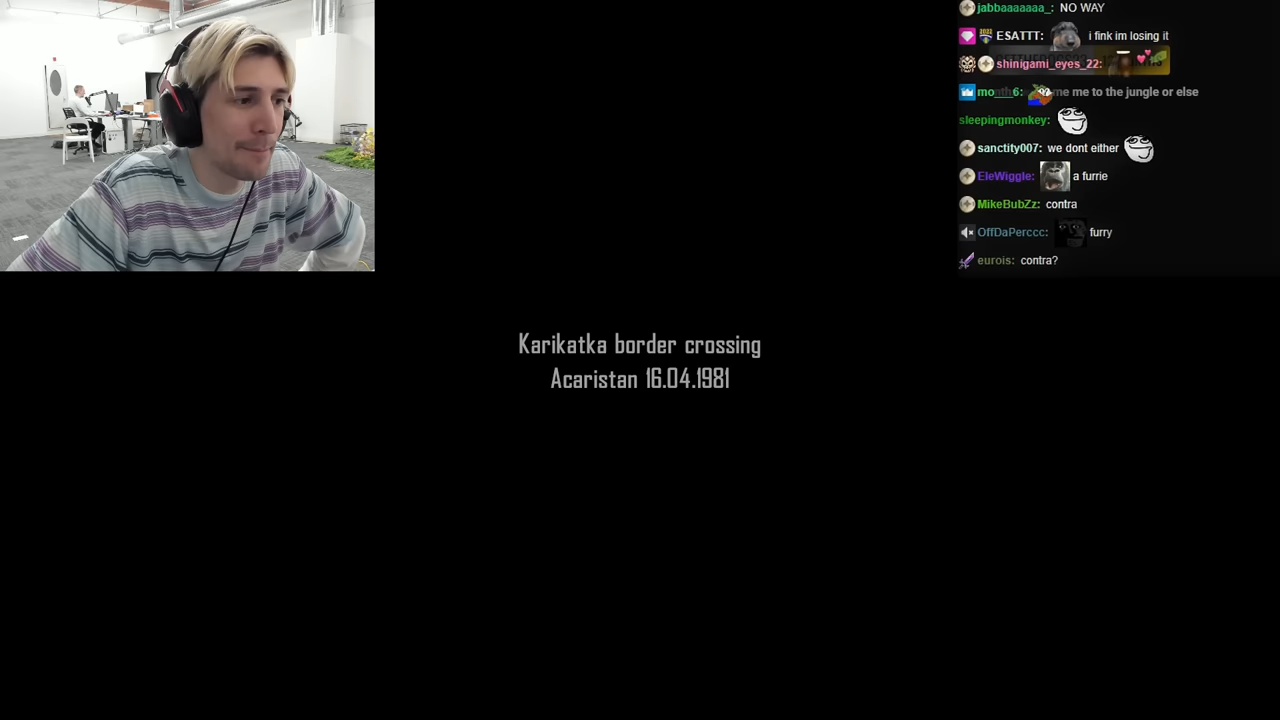 jabbaaaaaaa_: NO WAY
ESATTT: i fink im losing it
shinigami_eyes_22:
mo___6: me to the jungle or else
sleepingmonkey:
sanctity007: we dont either
EleWiggle: a furrie
MikeBubZz: contra
OffDaPerccc: furry
eurois: contra?
Karikatka border crossing
Acaristan 16.04.1981